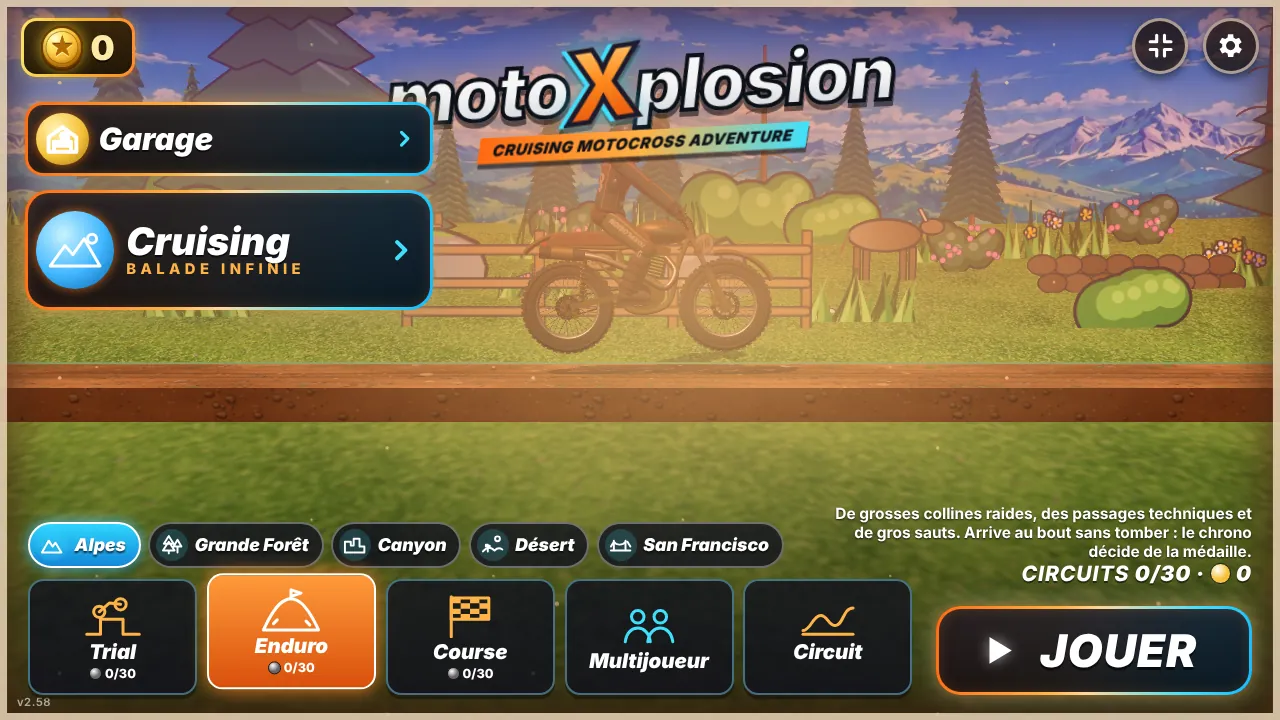 0
motoXplosion
CRUISING MOTOCROSS ADVENTURE
Garage
Cruising
BALADE INFINIE
De grosses collines raides, des passages techniques et
de gros sauts. Arrive au bout sans tomber : le chrono
décide de la médaille.
CIRCUITS 0/30 · 0
Alpes
Grande Forêt
Canyon
Désert
San Francisco
Trial
0/30
Enduro
0/30
Course
0/30
Multijoueur
Circuit
JOUER
v2.58